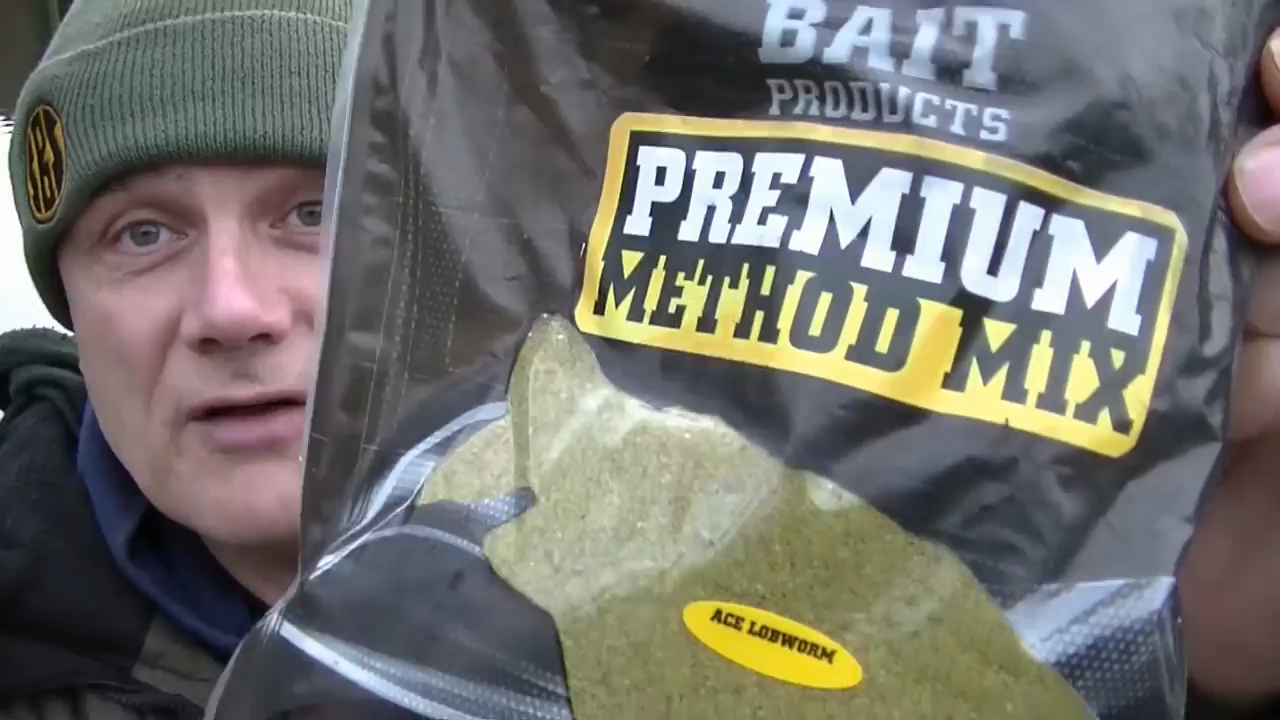 BAIT
PRODUCTS
PREMIUM
METHOD MIX
ACE LOBWORM